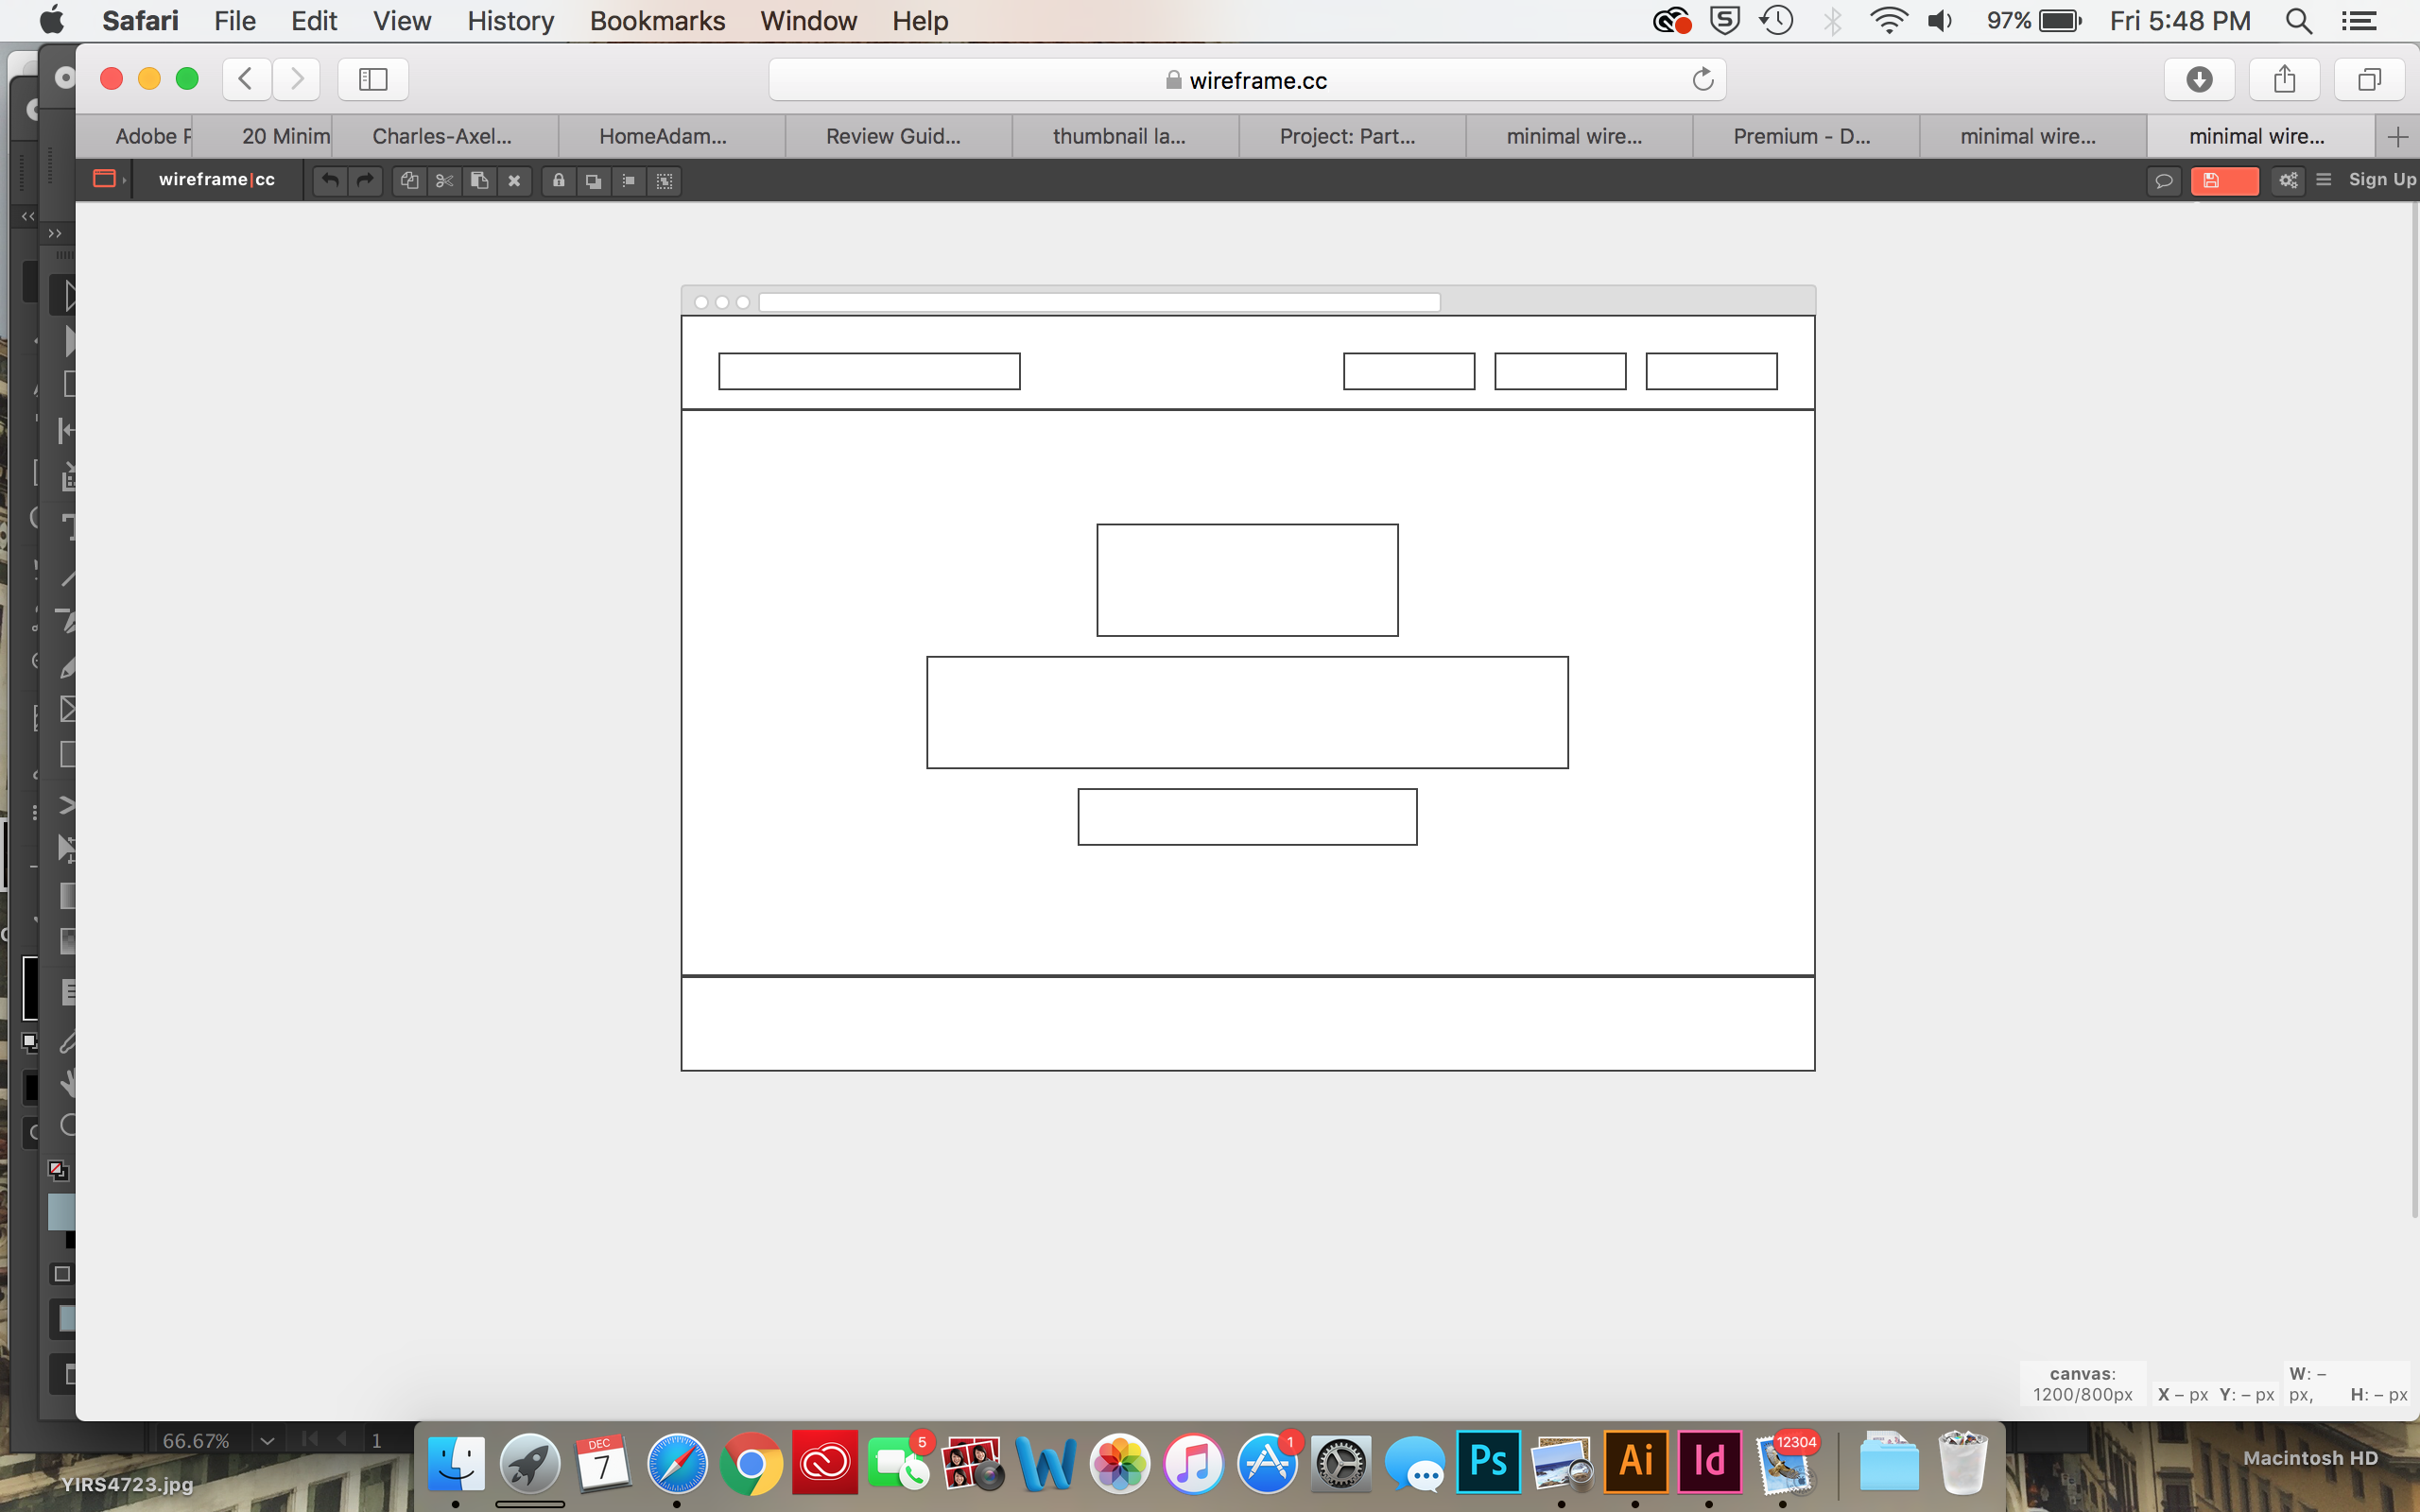 Safari File Edit View History Bookmarks Window Help 97% Fri 5:48 PM
wireframe.cc
Adobe 20 Minim Charles-Axel... HomeAdam... Review Guid... thumbnail la... Project: Part... minimal wire... Premium - D... minimal wire... minimal wire...
wireframe|cc Sign Up
canvas: W: –
1200/800px X – px Y: – px px, H: – px
66.67% 1
YIRS4723.jpg
DEC
7
5
1
Ps
Ai
Id
12304
Macintosh HD